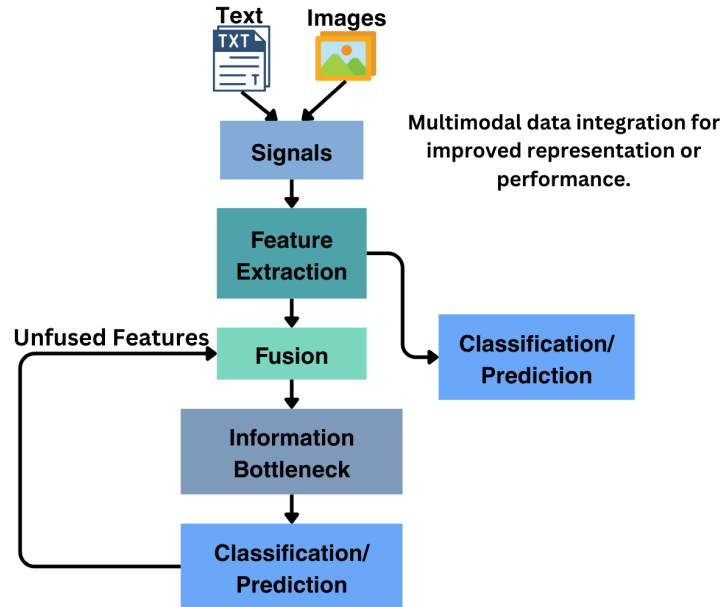 Text
Images
TXT
T
Signals
Multimodal data integration for
improved representation or
performance.
Feature
Extraction
Unfused Features
Fusion
Classification/
Prediction
Information
Bottleneck
Classification/
Prediction